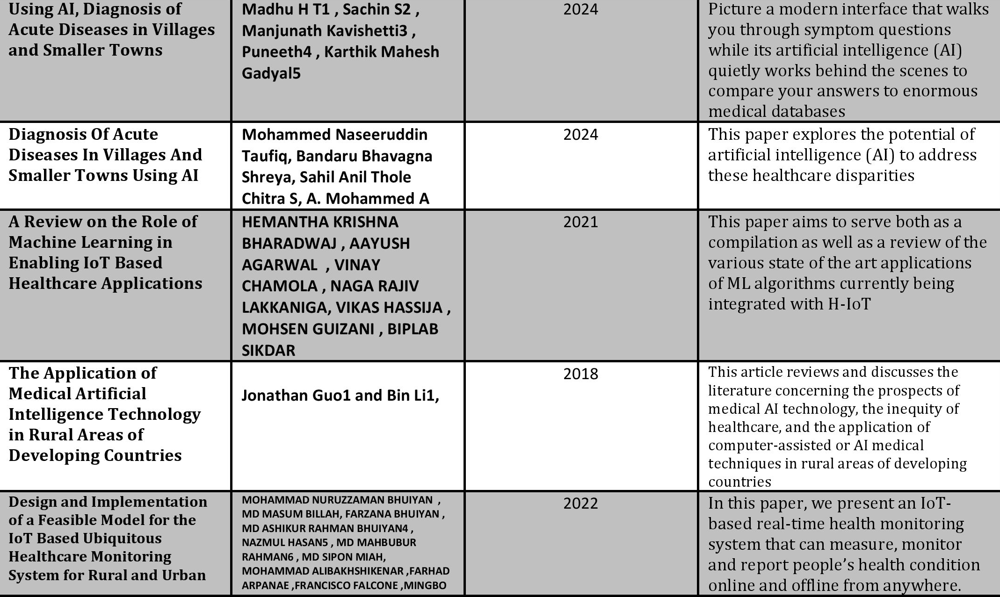 Using AI, Diagnosis of
Acute Diseases in Villages
and Smaller Towns
Madhu H T1 , Sachin S2 ,
Manjunath Kavishetti3 ,
Puneeth4 , Karthik Mahesh
Gadyal5
2024
Picture a modern interface that walks
you through symptom questions
while its artificial intelligence (AI)
quietly works behind the scenes to
compare your answers to enormous
medical databases
Diagnosis Of Acute
Diseases In Villages And
Smaller Towns Using AI
Mohammed Naseeruddin
Taufiq, Bandaru Bhavagna
Shreya, Sahil Anil Thole
Chitra S, A. Mohammed A
2024
This paper explores the potential of
artificial intelligence (AI) to address
these healthcare disparities
A Review on the Role of
Machine Learning in
Enabling IoT Based
Healthcare Applications
HEMANTHA KRISHNA
BHARADWAJ , AAYUSH
AGARWAL  , VINAY
CHAMOLA , NAGA RAJIV
LAKKANIGA, VIKAS HASSIJA ,
MOHSEN GUIZANI , BIPLAB
SIKDAR
2021
This paper aims to serve both as a
compilation as well as a review of the
various state of the art applications
of ML algorithms currently being
integrated with H-IoT
The Application of
Medical Artificial
Intelligence Technology
in Rural Areas of
Developing Countries
Jonathan Guo1 and Bin Li1,
2018
This article reviews and discusses the
literature concerning the prospects of
medical AI technology, the inequity of
healthcare, and the application of
computer-assisted or AI medical
techniques in rural areas of developing
countries
Design and Implementation
of a Feasible Model for the
IoT Based Ubiquitous
Healthcare Monitoring
System for Rural and Urban
MOHAMMAD NURUZZAMAN BHUIYAN  ,
MD MASUM BILLAH, FARZANA BHUIYAN ,
MD ASHIKUR RAHMAN BHUIYAN4 ,
NAZMUL HASAN5 , MD MAHBUBUR
RAHMAN6 , MD SIPON MIAH,
MOHAMMAD ALIBAKHSHIKENAR ,FARHAD
ARPANAE ,FRANCISCO FALCONE ,MINGBO
2022
In this paper, we present an IoT-
based real-time health monitoring
system that can measure, monitor
and report people’s health condition
online and offline from anywhere.